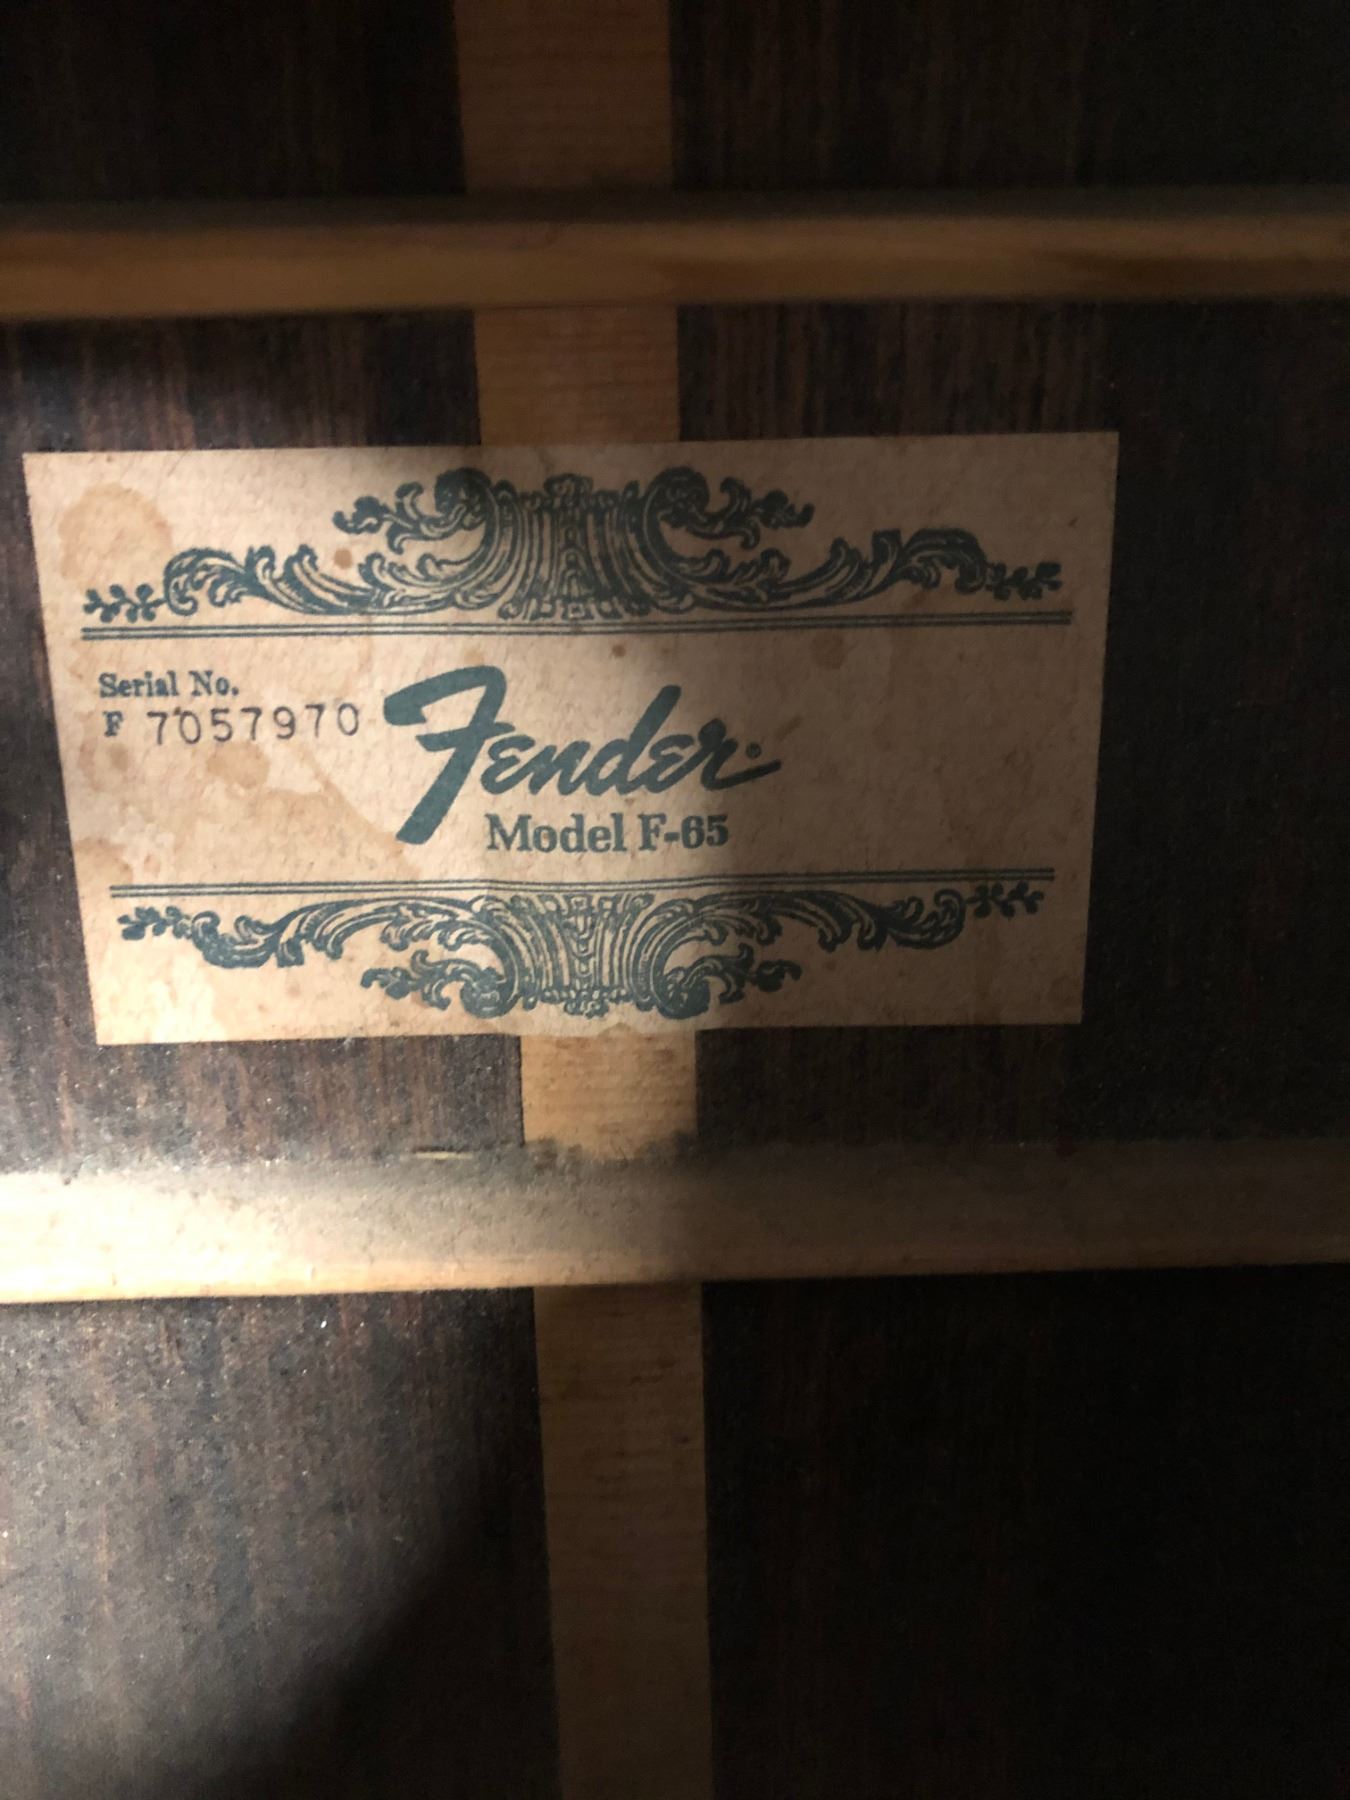 Serial No.
F 7057970
Fender
Model F-65